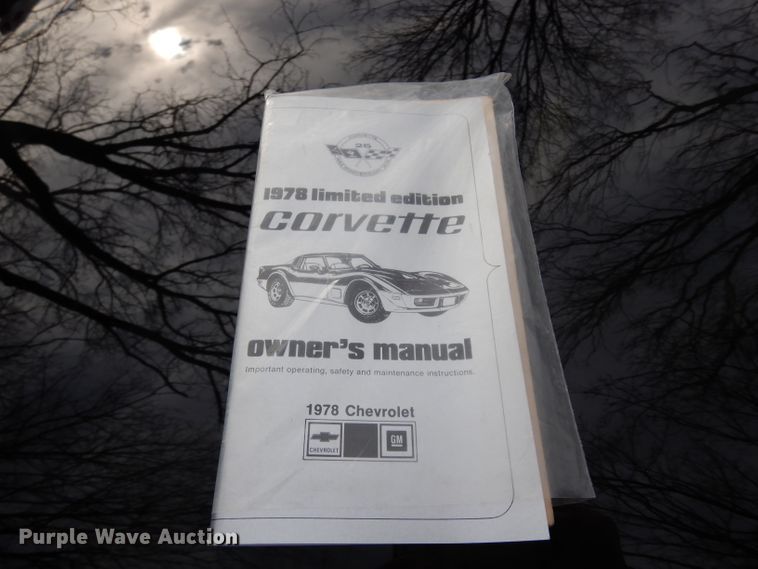 25
1978 limited edition
corvette
owner's manual
Important operating, safety and maintenance instructions.
1978 Chevrolet
CHEVROLET
GM
Purple Wave Auction